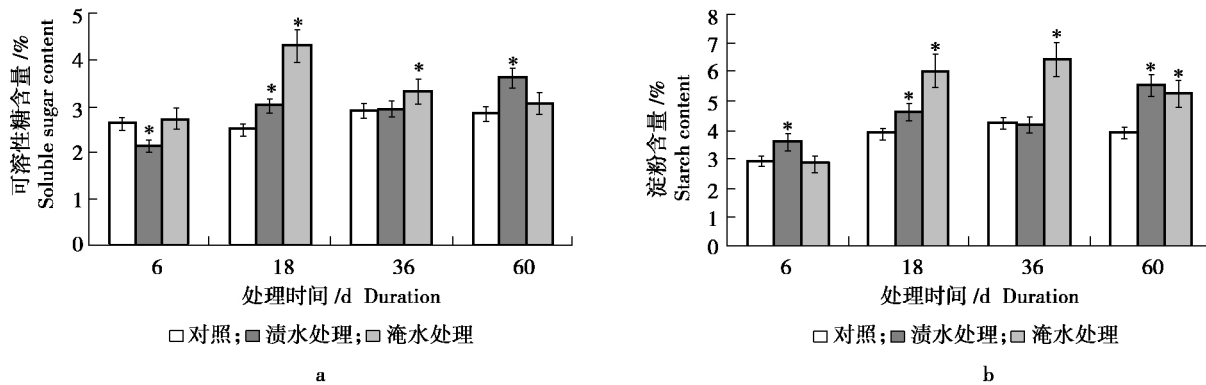 可溶性糖含量 /%
Soluble sugar content
5
4
3
2
1
0
*
*
*
*
*
6 18 36 60
处理时间 /d Duration
□对照；■渍水处理；■淹水处理
a
淀粉含量 /%
Starch content
8
7
6
5
4
3
2
1
0
*
*
*
*
*
*
6 18 36 60
处理时间 /d Duration
□对照；■渍水处理；■淹水处理
b